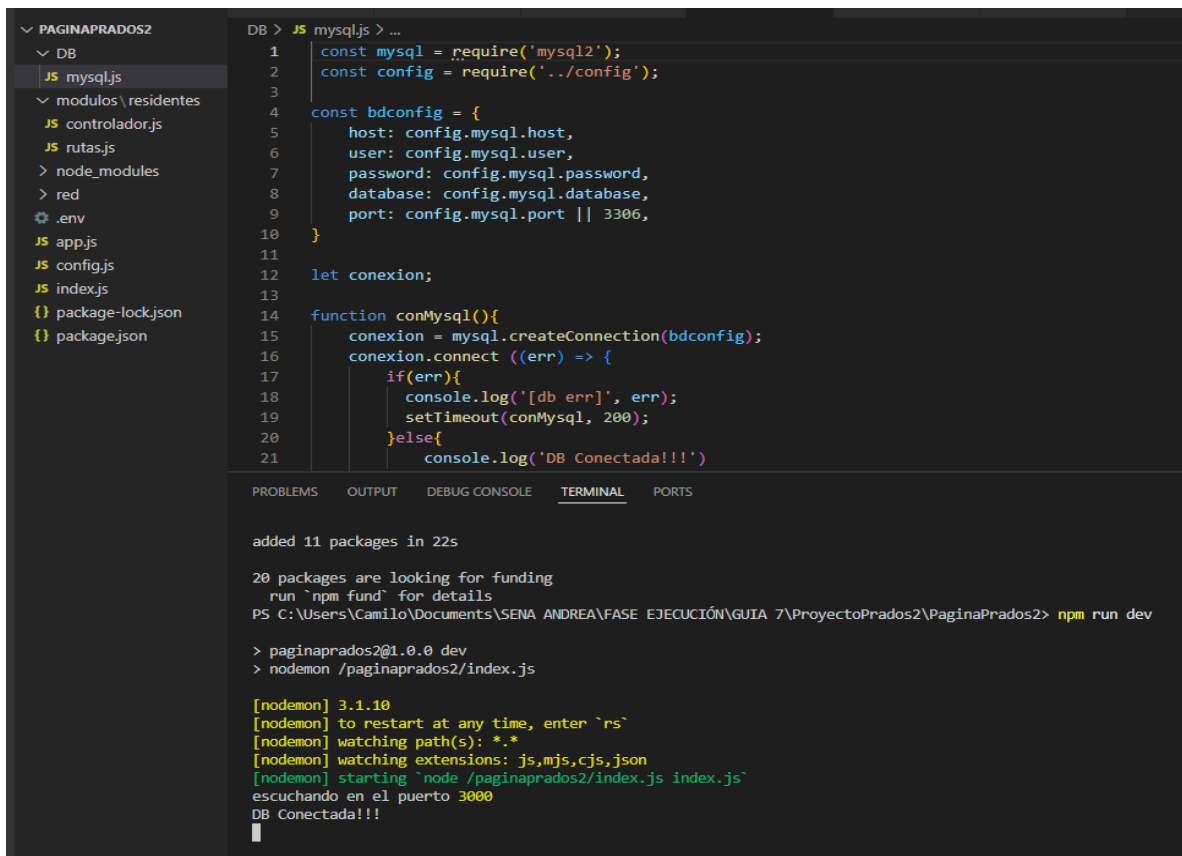 PAGINAPRADOS2
DB
JS mysql.js
modulos\residentes
JS controlador.js
JS rutas.js
node_modules
red
.env
JS app.js
JS config.js
JS index.js
{} package-lock.json
{} package.json
DB > JS mysql.js > ...
1 const mysql = require('mysql2');
2 const config = require('../config');
3
4 const bdconfig = {
5 host: config.mysql.host,
6 user: config.mysql.user,
7 password: config.mysql.password,
8 database: config.mysql.database,
9 port: config.mysql.port || 3306,
10 }
11
12 let conexion;
13
14 function conMysql(){
15 conexion = mysql.createConnection(bdconfig);
16 conexion.connect ((err) => {
17 if(err){
18 console.log('[db err]', err);
19 setTimeout(conMysql, 200);
20 }else{
21 console.log('DB Conectada!!!')
PROBLEMS OUTPUT DEBUG CONSOLE TERMINAL PORTS
added 11 packages in 22s
20 packages are looking for funding
run `npm fund` for details
PS C:\Users\Camilo\Documents\SENA ANDREA\FASE EJECUCIÓN\GUIA 7\ProyectoPrados2\PaginaPrados2> npm run dev
> paginaprados2@1.0.0 dev
> nodemon /paginaprados2/index.js
[nodemon] 3.1.10
[nodemon] to restart at any time, enter `rs`
[nodemon] watching path(s): *.*
[nodemon] watching extensions: js,mjs,cjs,json
[nodemon] starting `node /paginaprados2/index.js index.js`
escuchando en el puerto 3000
DB Conectada!!!